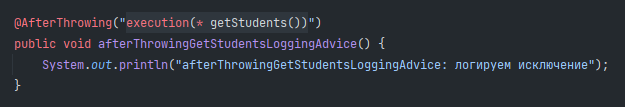 @AfterThrowing("execution(* getStudents())")
public void afterThrowingGetStudentsLoggingAdvice() {
    System.out.println("afterThrowingGetStudentsLoggingAdvice: логируем исключение");
}